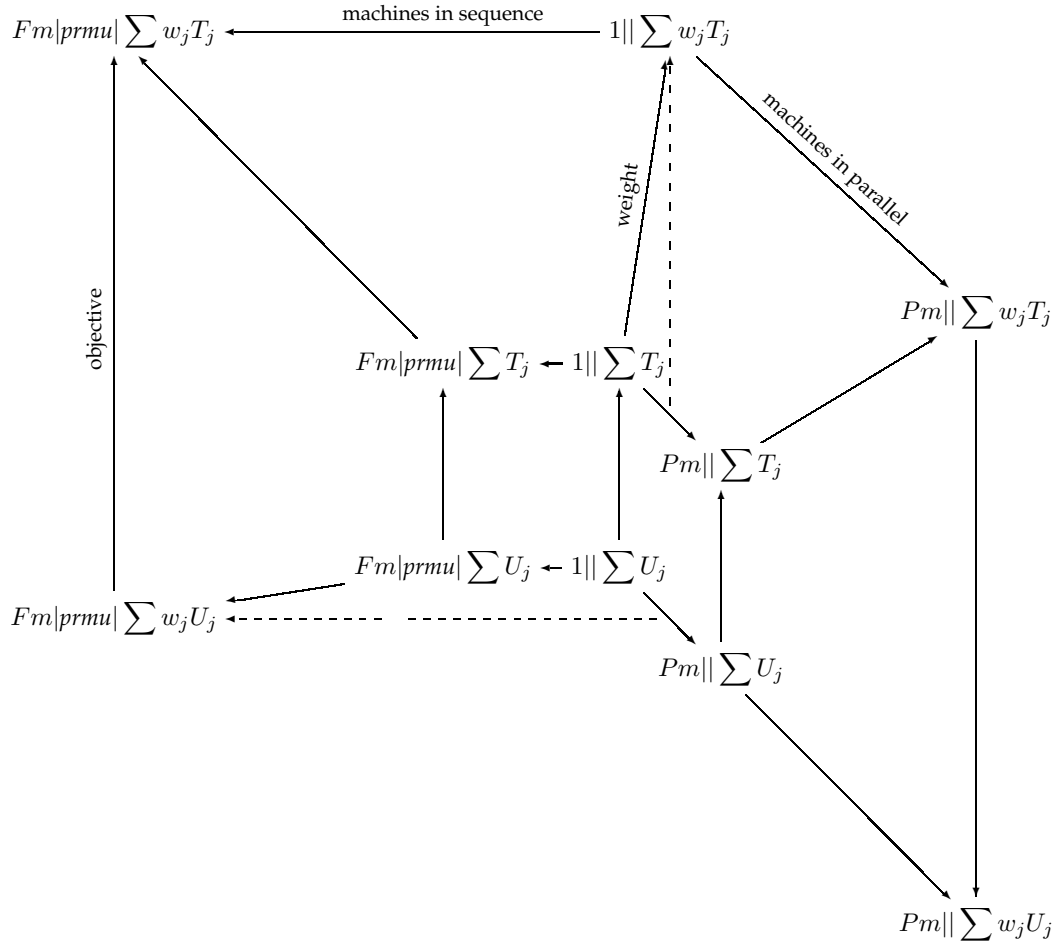 machines in sequence
Fm|prmu| ∑ w_jT_j
1|| ∑ w_jT_j
machines in parallel
weight
objective
Pm|| ∑ w_jT_j
Fm|prmu| ∑ T_j
1|| ∑ T_j
Pm|| ∑ T_j
Fm|prmu| ∑ U_j
1|| ∑ U_j
Fm|prmu| ∑ w_jU_j
Pm|| ∑ U_j
Pm|| ∑ w_jU_j